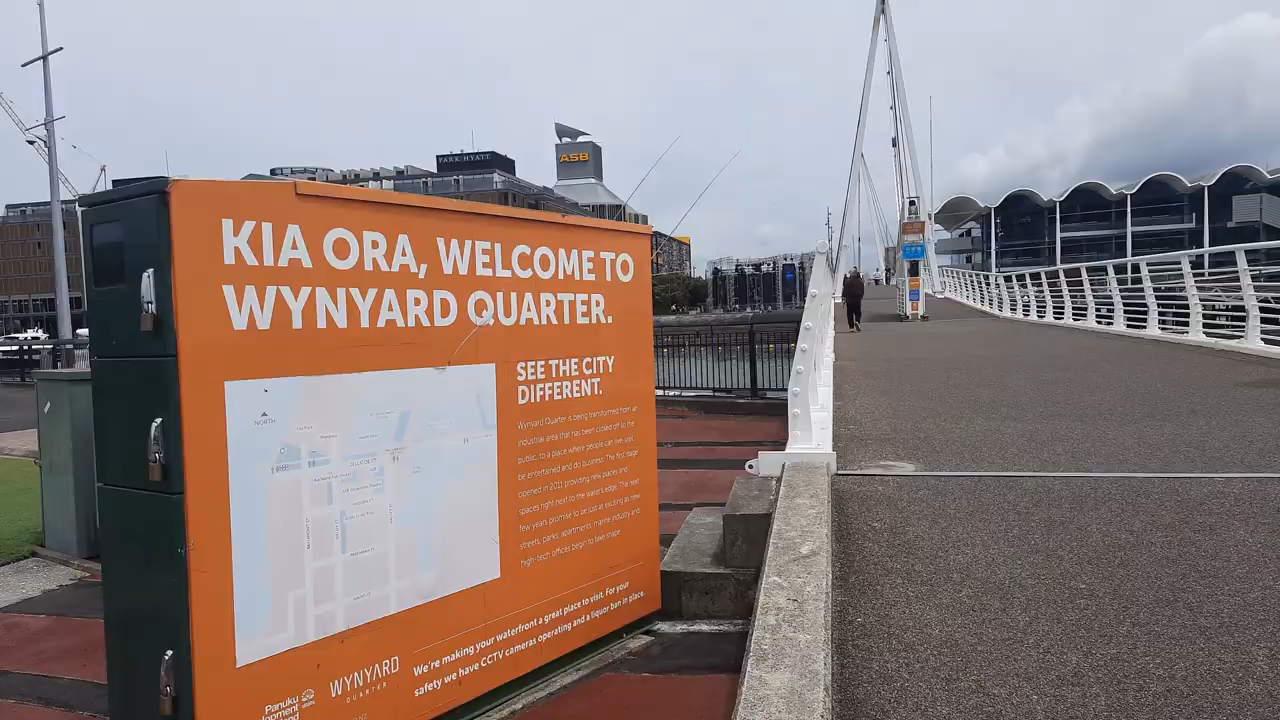 PARK HYATT
ASB
KIA ORA, WELCOME TO
WYNYARD QUARTER.
SEE THE CITY
DIFFERENT.
Wynyard Quarter is being transformed from an
industrial area that has been closed off to the
public, to a place where people can live, visit,
be entertained and do business. The first stage
opened in 2011 providing new places and
spaces right next to the water's edge. The next
few years promise to be just as exciting as new
streets, parks, apartments, marine industry and
high-tech offices begin to take shape.
NORTH
We're making your waterfront a great place to visit. For your
safety we have CCTV cameras operating and a liquor ban in place.
WYNYARD
QUARTER
Panuku